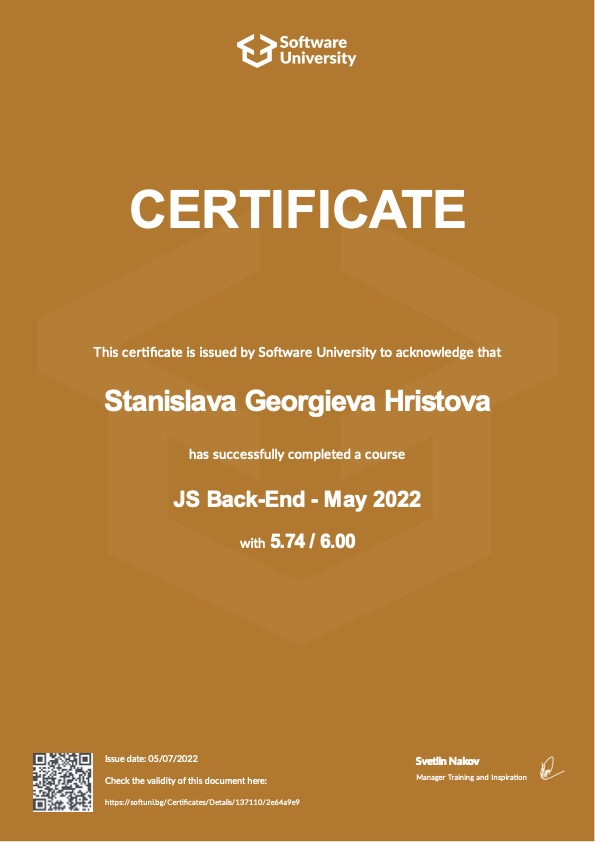 Software
University
CERTIFICATE
This certificate is issued by Software University to acknowledge that
Stanislava Georgieva Hristova
has successfully completed a course
JS Back-End - May 2022
with 5.74 / 6.00
Issue date: 05/07/2022
Check the validity of this document here:
https://softuni.bg/Certificates/Details/137110/2e64a9e9
Svetlin Nakov
Manager Training and Inspiration